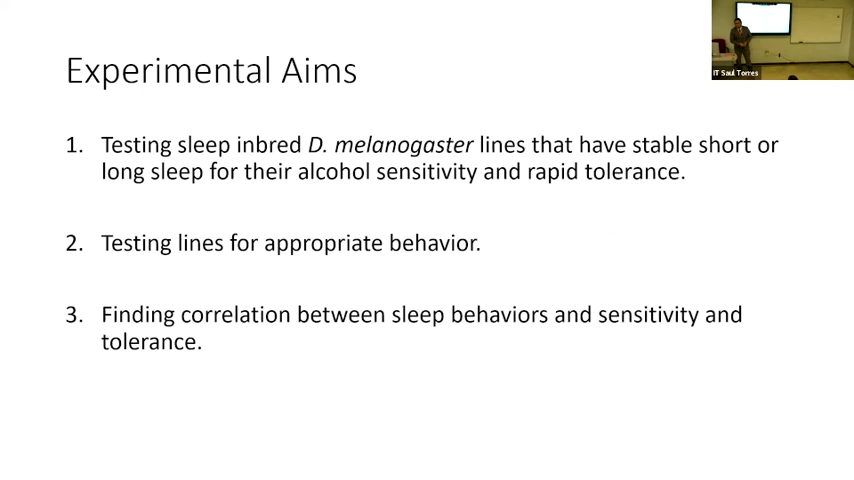 IT Saul Torres
Experimental Aims
1. Testing sleep inbred D. melanogaster lines that have stable short or
long sleep for their alcohol sensitivity and rapid tolerance.
2. Testing lines for appropriate behavior.
3. Finding correlation between sleep behaviors and sensitivity and
tolerance.